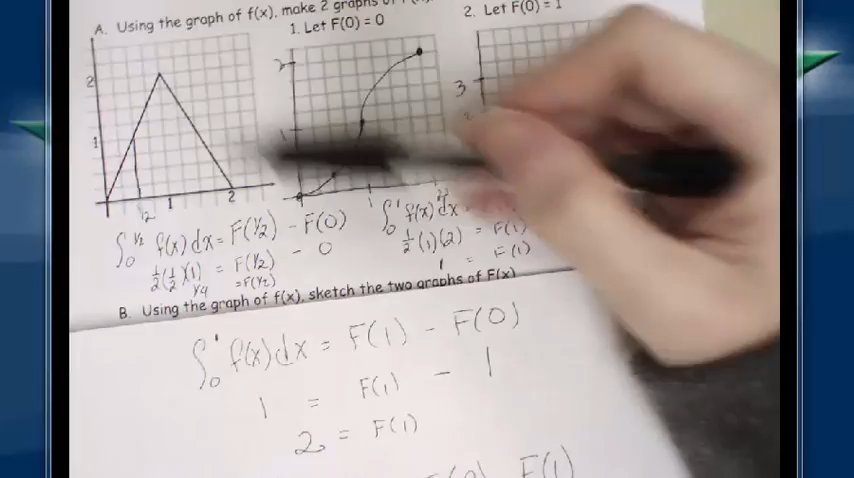 A. Using the graph of f(x), make 2 graphs of
1. Let F(0) = 0
2. Let F(0) = 1
2
1
1/2 1 2
2
1
1
3
∫₀^½ f(x) dx = F(½) - F(0)
½(½)(1) = F(½) - 0
¼ = F(½)
∫₀¹ f(x) dx =
½(1)(2) = F(1)
1 = F(1)
B. Using the graph of f(x), sketch the two graphs of F(x)
∫₀¹ f(x) dx = F(1) - F(0)
1 = F(1) - 1
2 = F(1)
F(1)